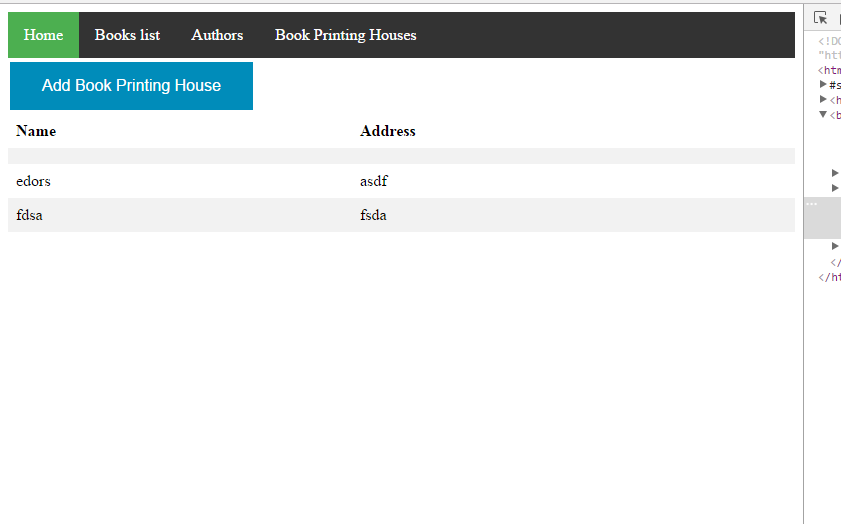 Home Books list Authors Book Printing Houses
Add Book Printing House
Name Address
edors asdf
fdsa fsda
<!DO
"htt
<htm
#s
<h
<b
...
</
</ht